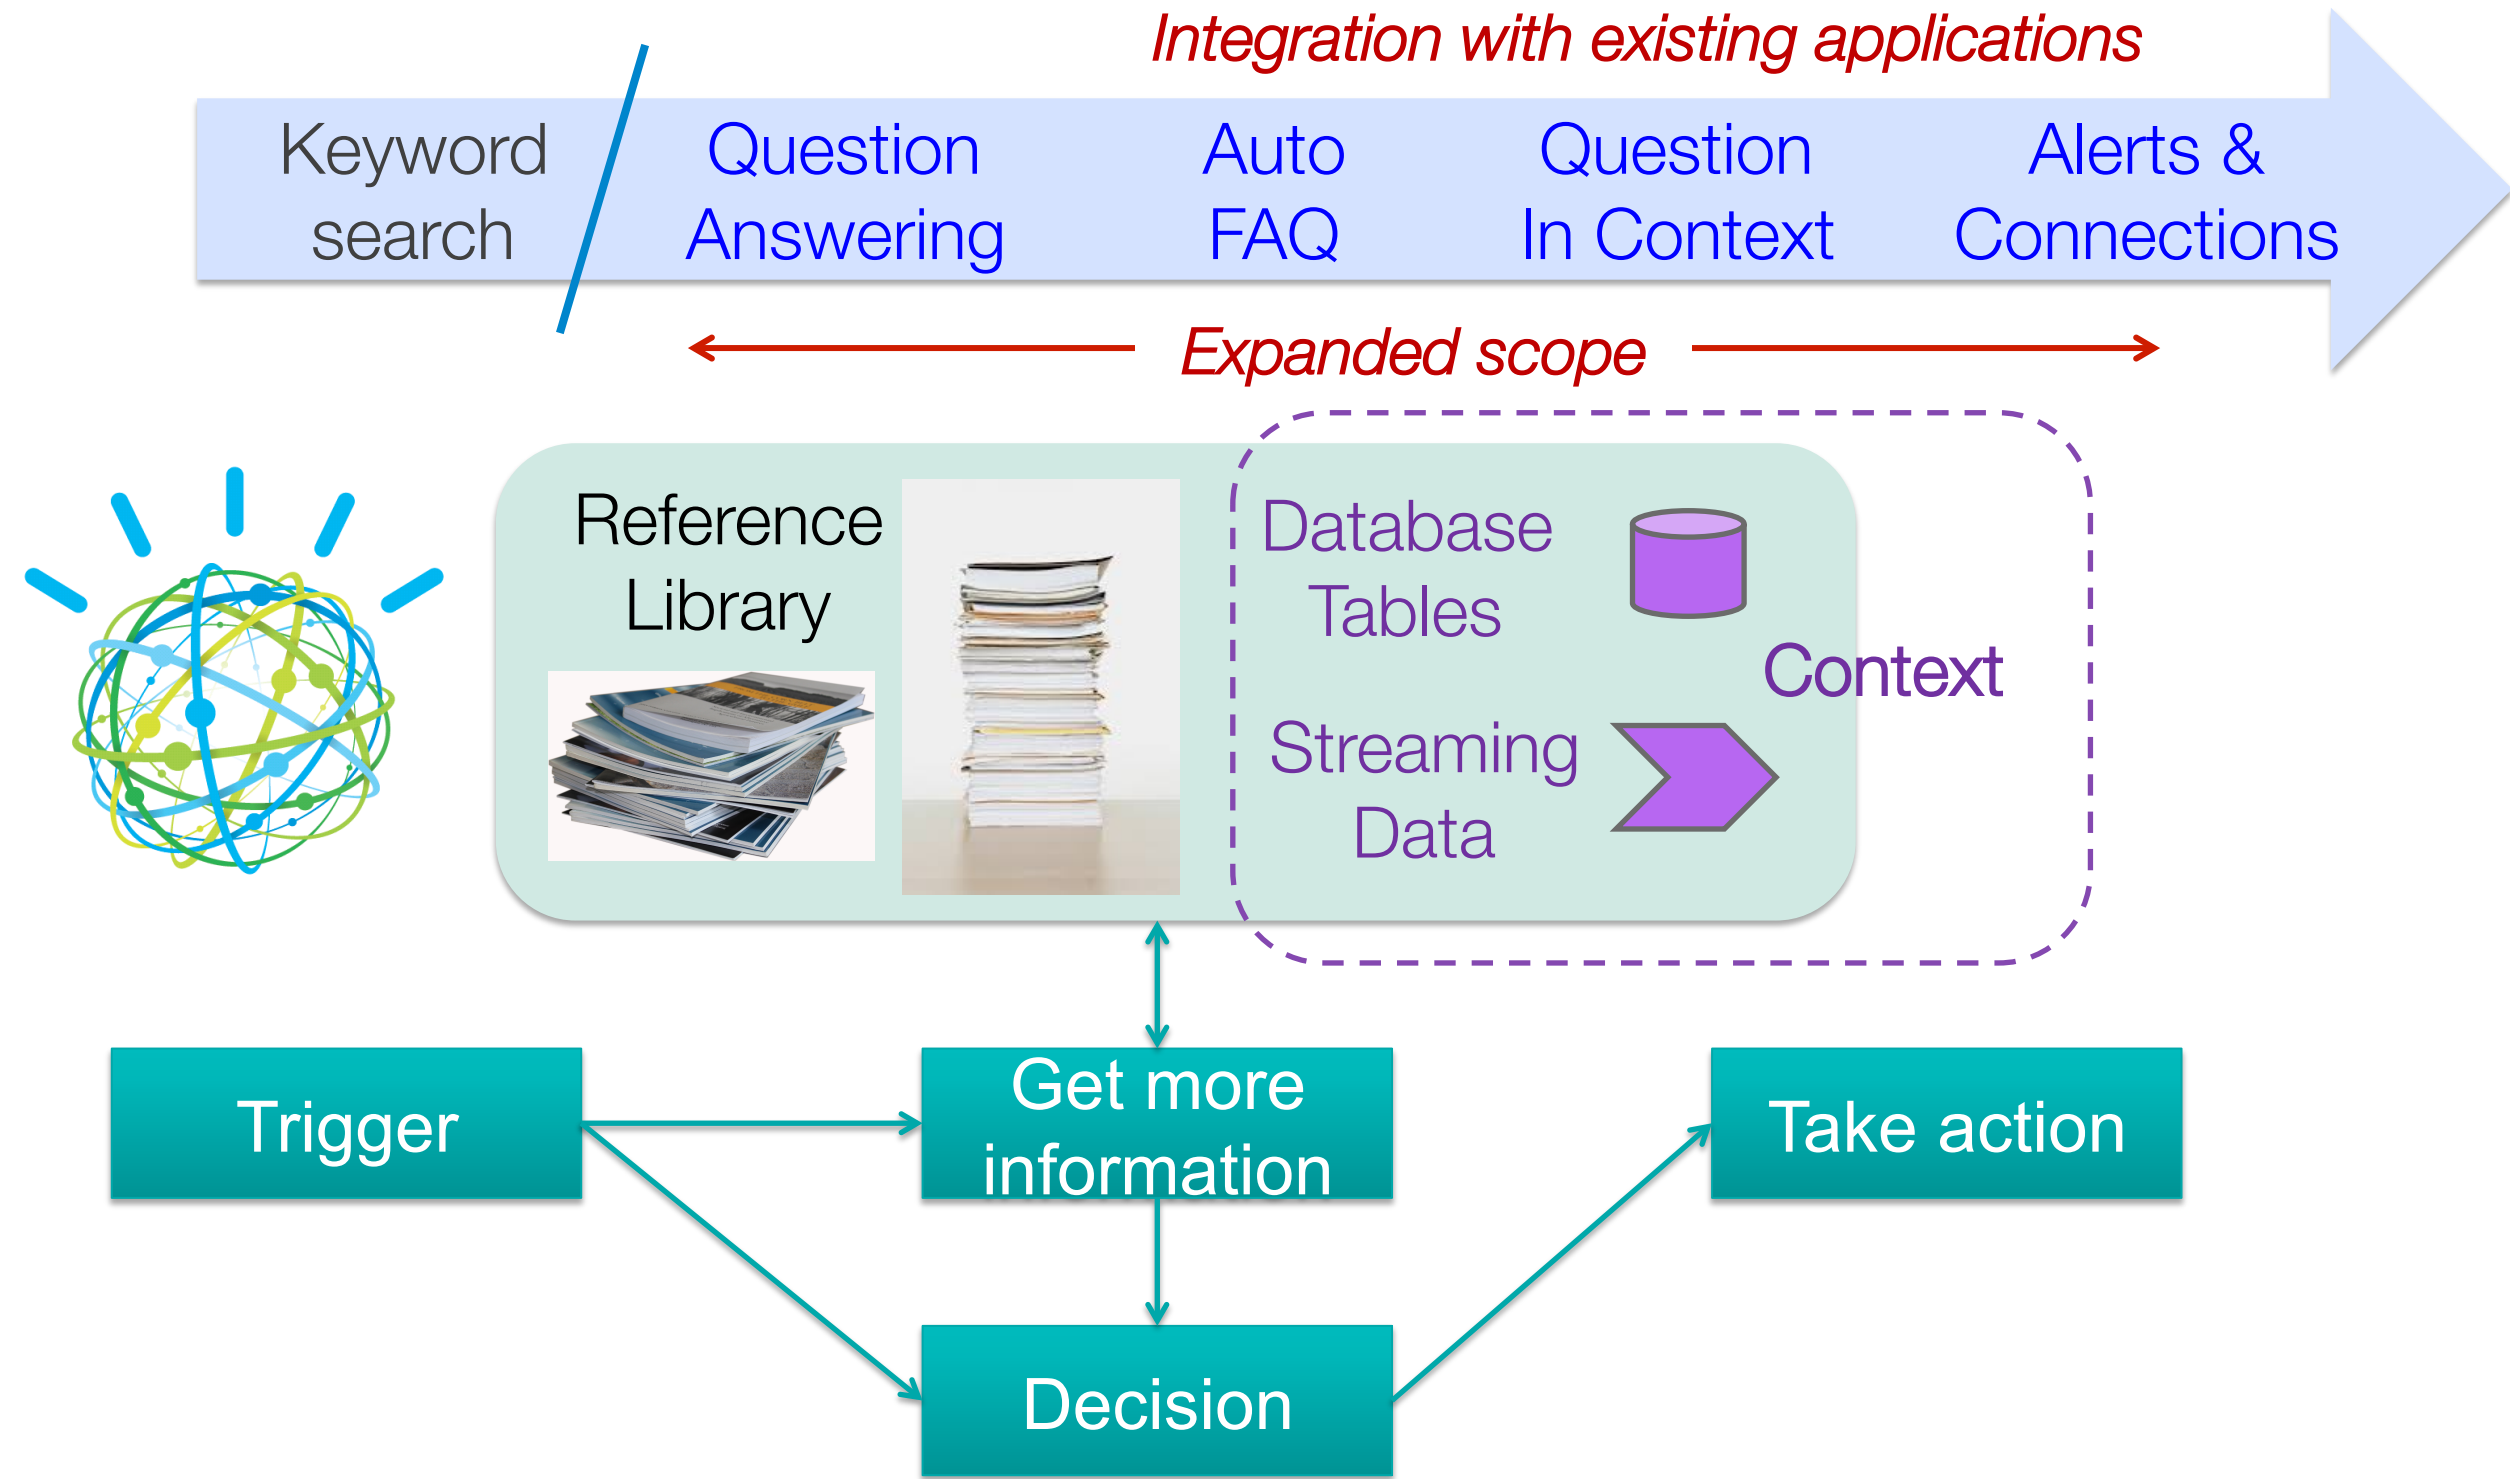 Integration with existing applications
Keyword
search
Question
Answering
Auto
FAQ
Question
In Context
Alerts &
Connections
Expanded scope
Reference
Library
Database
Tables
Context
Streaming
Data
Trigger
Get more
information
Take action
Decision